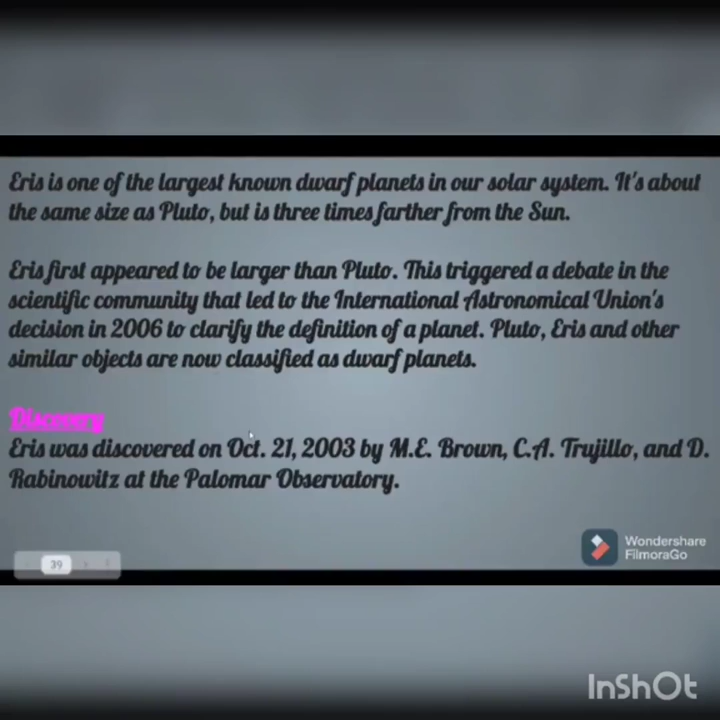 Eris is one of the largest known dwarf planets in our solar system. It's about
the same size as Pluto, but is three times farther from the Sun.
Eris first appeared to be larger than Pluto. This triggered a debate in the
scientific community that led to the International Astronomical Union's
decision in 2006 to clarify the definition of a planet. Pluto, Eris and other
similar objects are now classified as dwarf planets.
Discovery
Eris was discovered on Oct. 21, 2003 by M.E. Brown, C.A. Trujillo, and D.
Rabinowitz at the Palomar Observatory.
Wondershare
FilmoraGo
39
InShOt